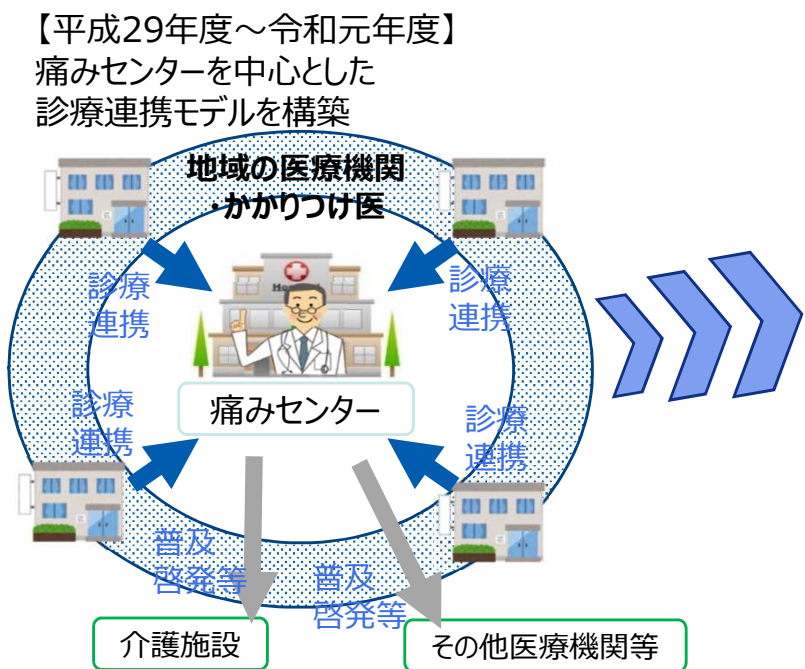 【平成29年度～令和元年度】
痛みセンターを中心とした
診療連携モデルを構築
地域の医療機関
・かかりつけ医
診療
連携
診療
連携
痛みセンター
診療
連携
診療
連携
普及
啓発等
普及
啓発等
介護施設
その他医療機関等